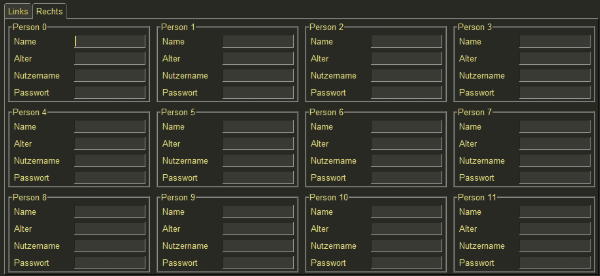 Links Rechts
Person 0 Person 1 Person 2 Person 3
Name Name Name Name
Alter Alter Alter Alter
Nutzername Nutzername Nutzername Nutzername
Passwort Passwort Passwort Passwort
Person 4 Person 5 Person 6 Person 7
Name Name Name Name
Alter Alter Alter Alter
Nutzername Nutzername Nutzername Nutzername
Passwort Passwort Passwort Passwort
Person 8 Person 9 Person 10 Person 11
Name Name Name Name
Alter Alter Alter Alter
Nutzername Nutzername Nutzername Nutzername
Passwort Passwort Passwort Passwort